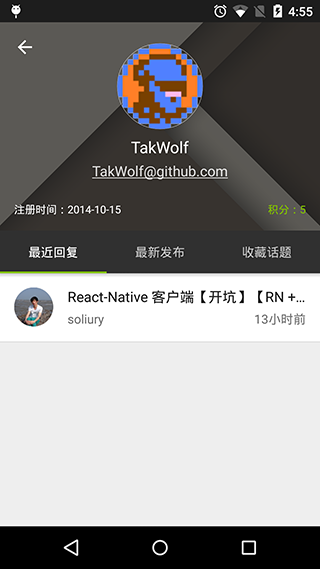 4:55
TakWolf
TakWolf@github.com
注册时间：2014-10-15 积分：5
最近回复 最新发布 收藏话题
React-Native 客户端【开坑】【RN +...
soliury 13小时前